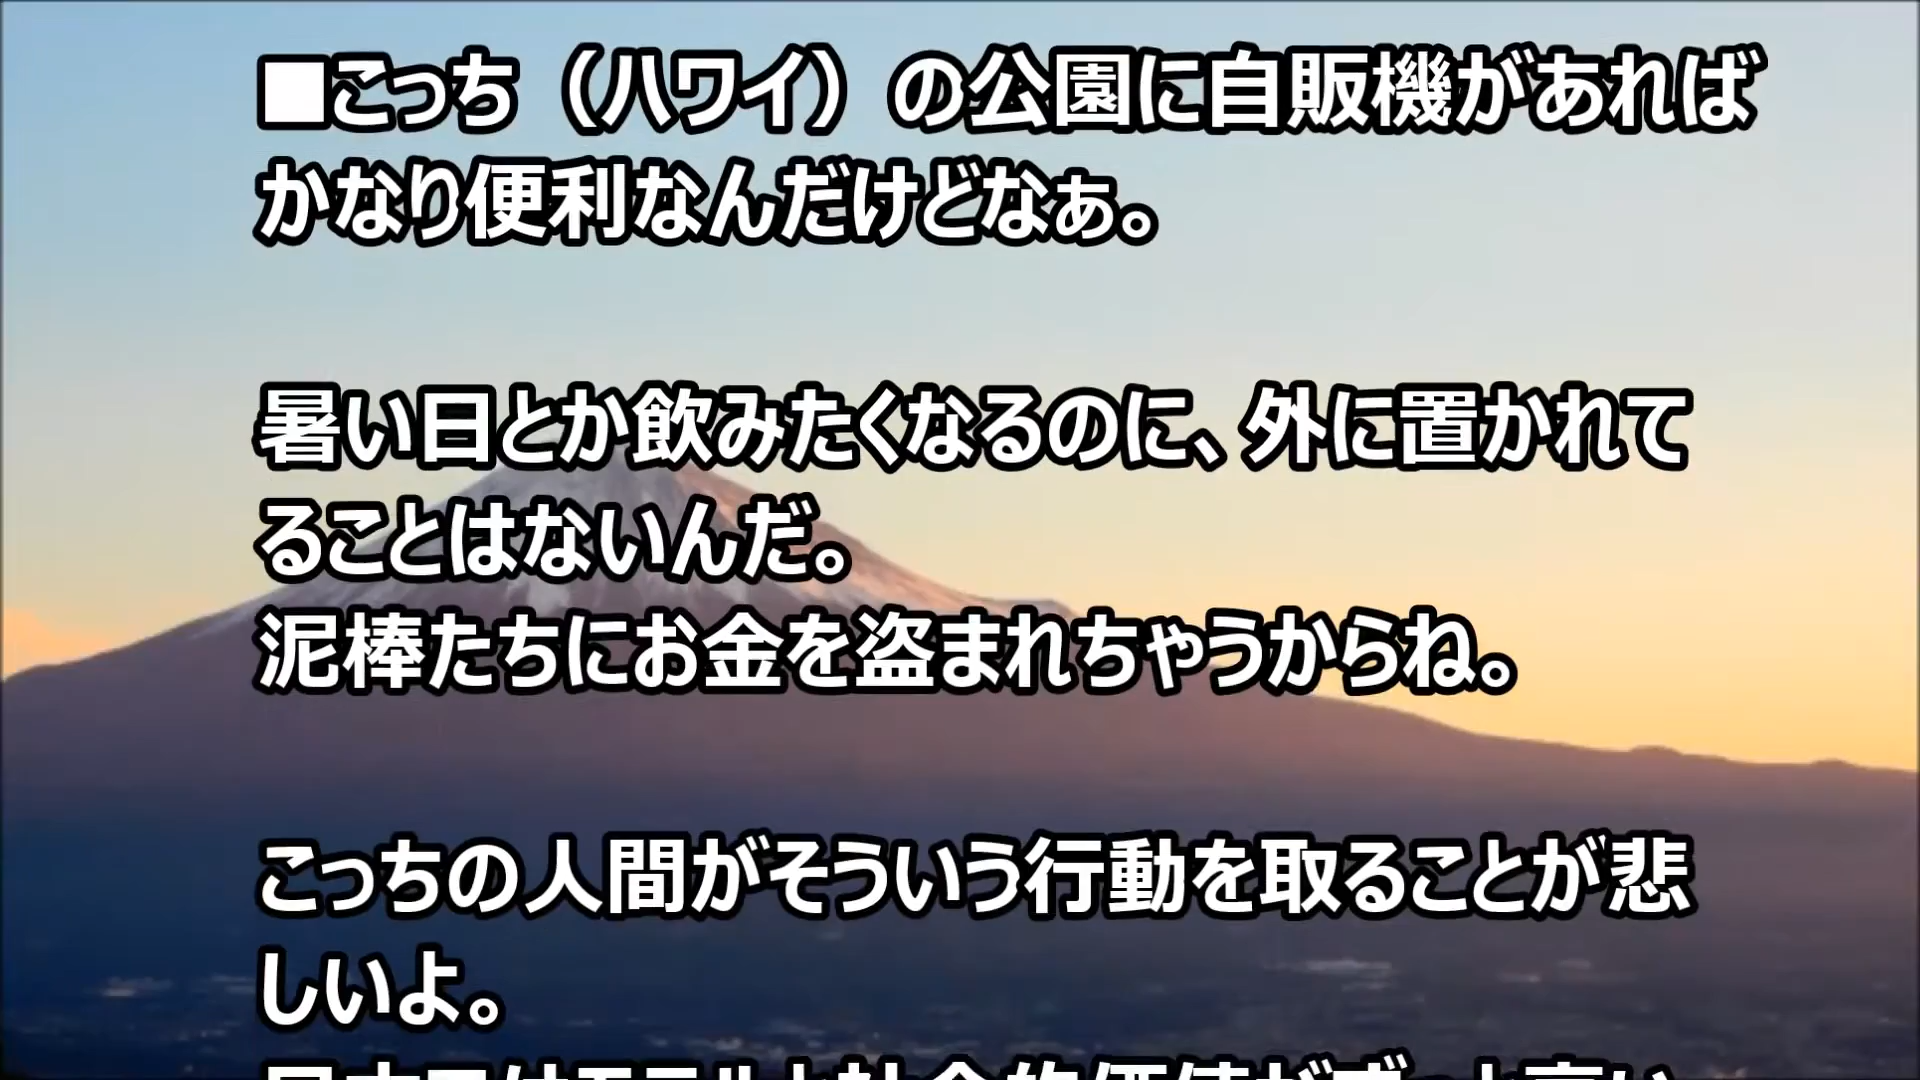 ■こっち（ハワイ）の公園に自販機があれば
かなり便利なんだけどなぁ。
暑い日とか飲みたくなるのに、外に置かれて
ることはないんだ。
泥棒たちにお金を盗まれちゃうからね。
こっちの人間がそういう行動を取ることが悲
しいよ。